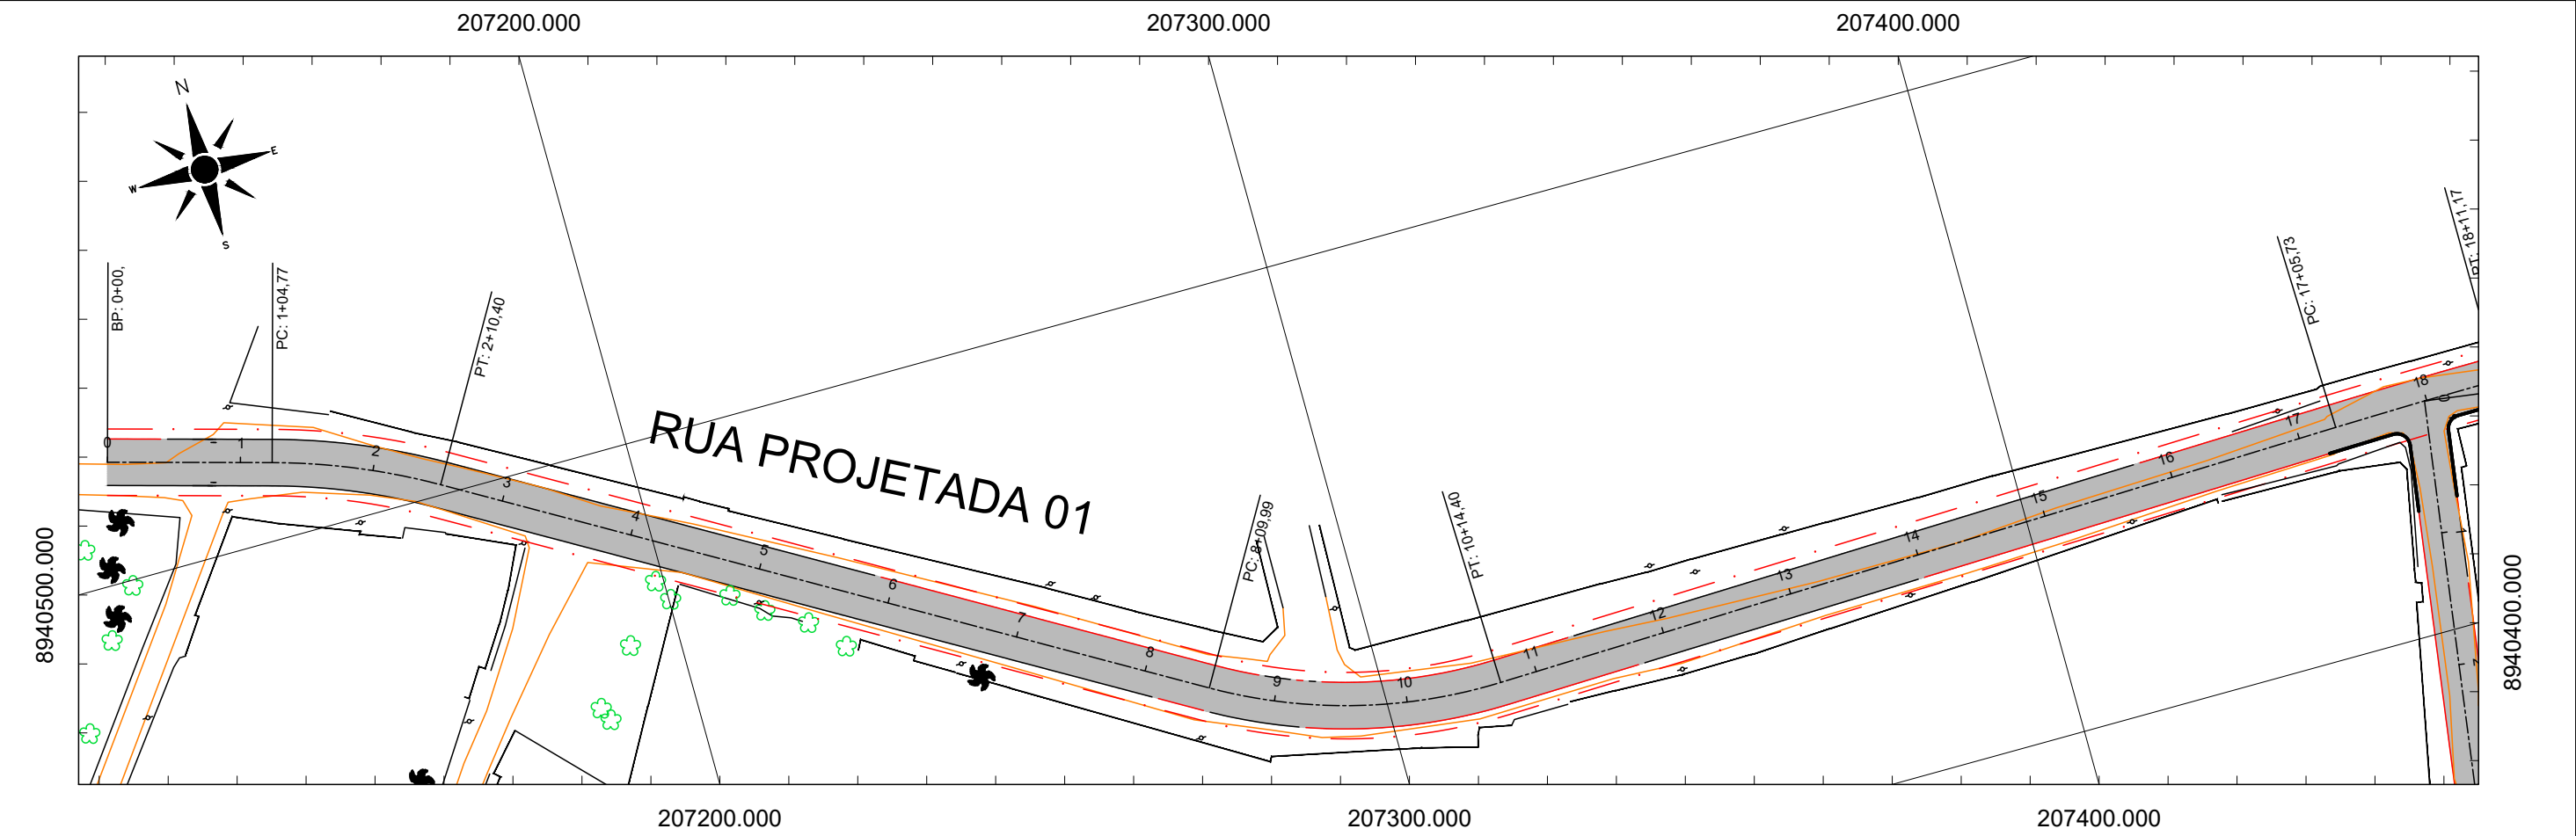 207200.000
207300.000
207400.000
N
E
W
S
BP: 0+00,
PC: 1+04,77
PT: 2+10,40
RUA PROJETADA 01
PC: 8+09,99
PT: 10+14,40
PC: 17+05,73
PT: 18+11,17
0
1
2
3
4
5
6
7
8
9
10
11
12
13
14
15
16
17
18
0
1
2
8940500.000
8940400.000
207200.000
207300.000
207400.000